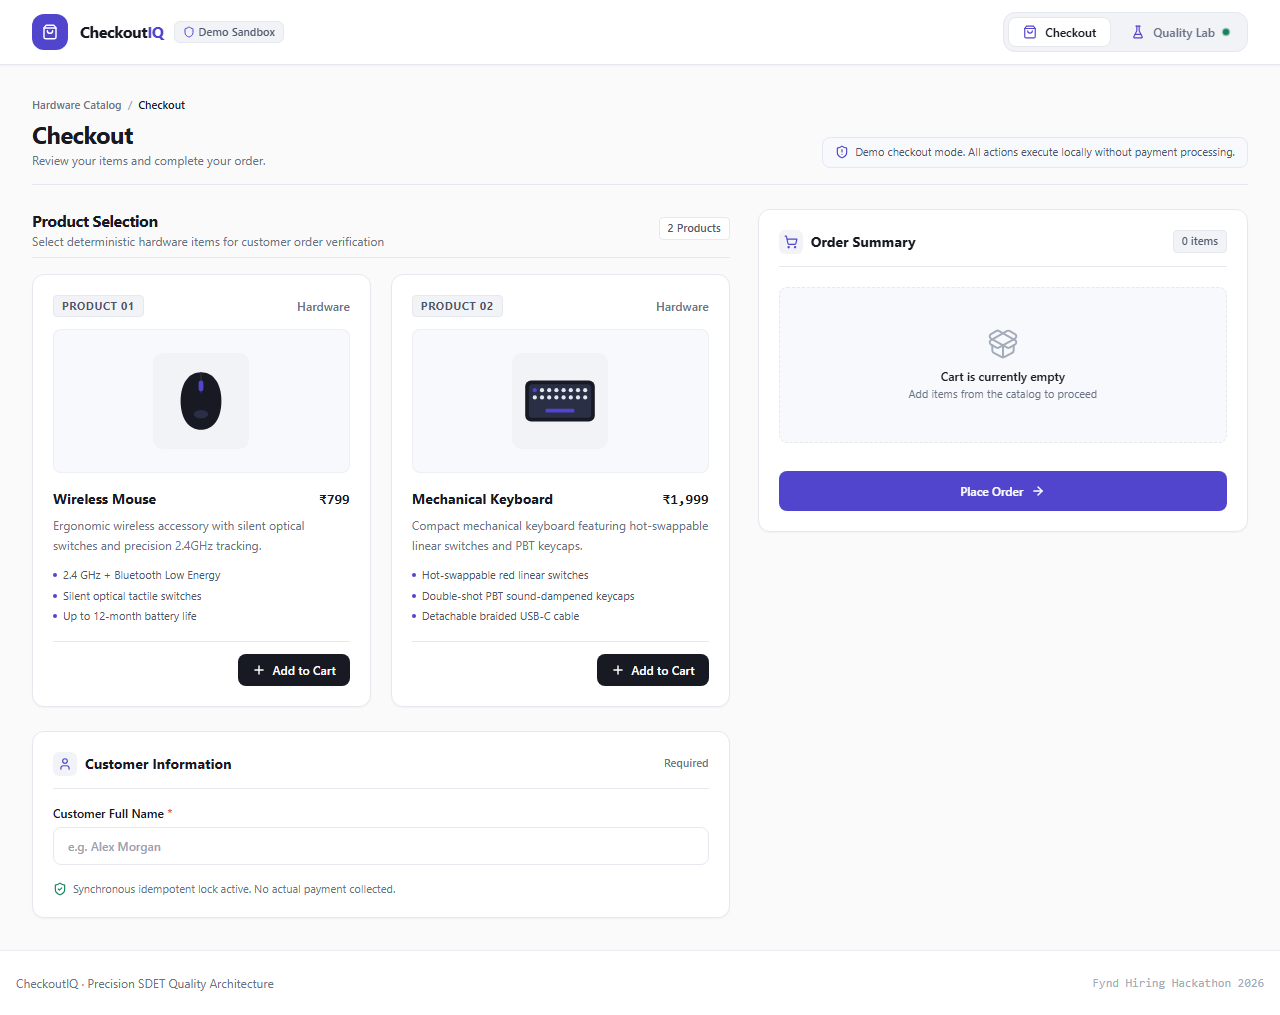 CheckoutIQ
Demo Sandbox
Checkout
Quality Lab
Hardware Catalog / Checkout
Checkout
Review your items and complete your order.
Demo checkout mode. All actions execute locally without payment processing.
Product Selection
Select deterministic hardware items for customer order verification
2 Products
PRODUCT 01
Hardware
Wireless Mouse
₹799
Ergonomic wireless accessory with silent optical
switches and precision 2.4GHz tracking.
2.4 GHz + Bluetooth Low Energy
Silent optical tactile switches
Up to 12-month battery life
+ Add to Cart
PRODUCT 02
Hardware
Mechanical Keyboard
₹1,999
Compact mechanical keyboard featuring hot-swappable
linear switches and PBT keycaps.
Hot-swappable red linear switches
Double-shot PBT sound-dampened keycaps
Detachable braided USB-C cable
+ Add to Cart
Order Summary
0 items
Cart is currently empty
Add items from the catalog to proceed
Place Order →
Customer Information
Required
Customer Full Name *
e.g. Alex Morgan
Synchronous idempotent lock active. No actual payment collected.
CheckoutIQ · Precision SDET Quality Architecture
Fynd Hiring Hackathon 2026